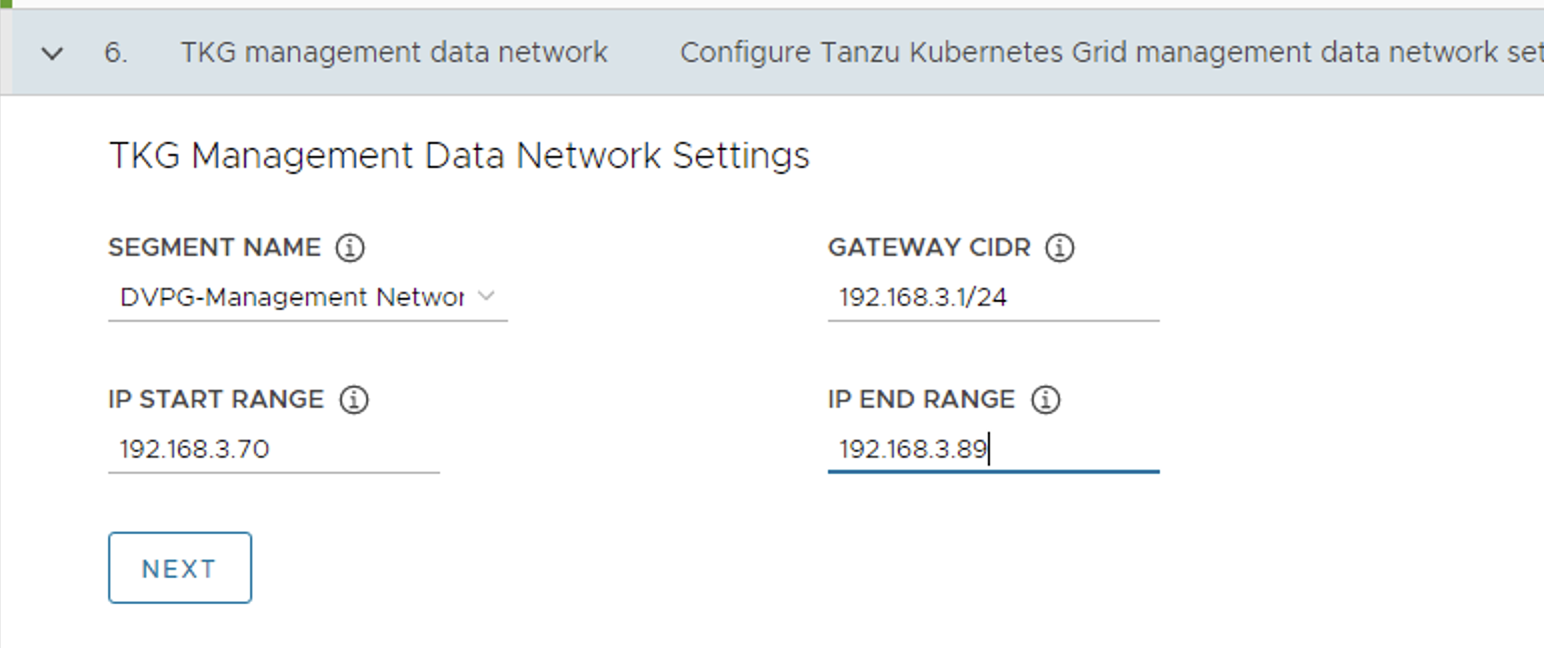 6. TKG management data network Configure Tanzu Kubernetes Grid management data network set
TKG Management Data Network Settings
SEGMENT NAME GATEWAY CIDR
DVPG-Management Networ 192.168.3.1/24
IP START RANGE IP END RANGE
192.168.3.70 192.168.3.89
NEXT